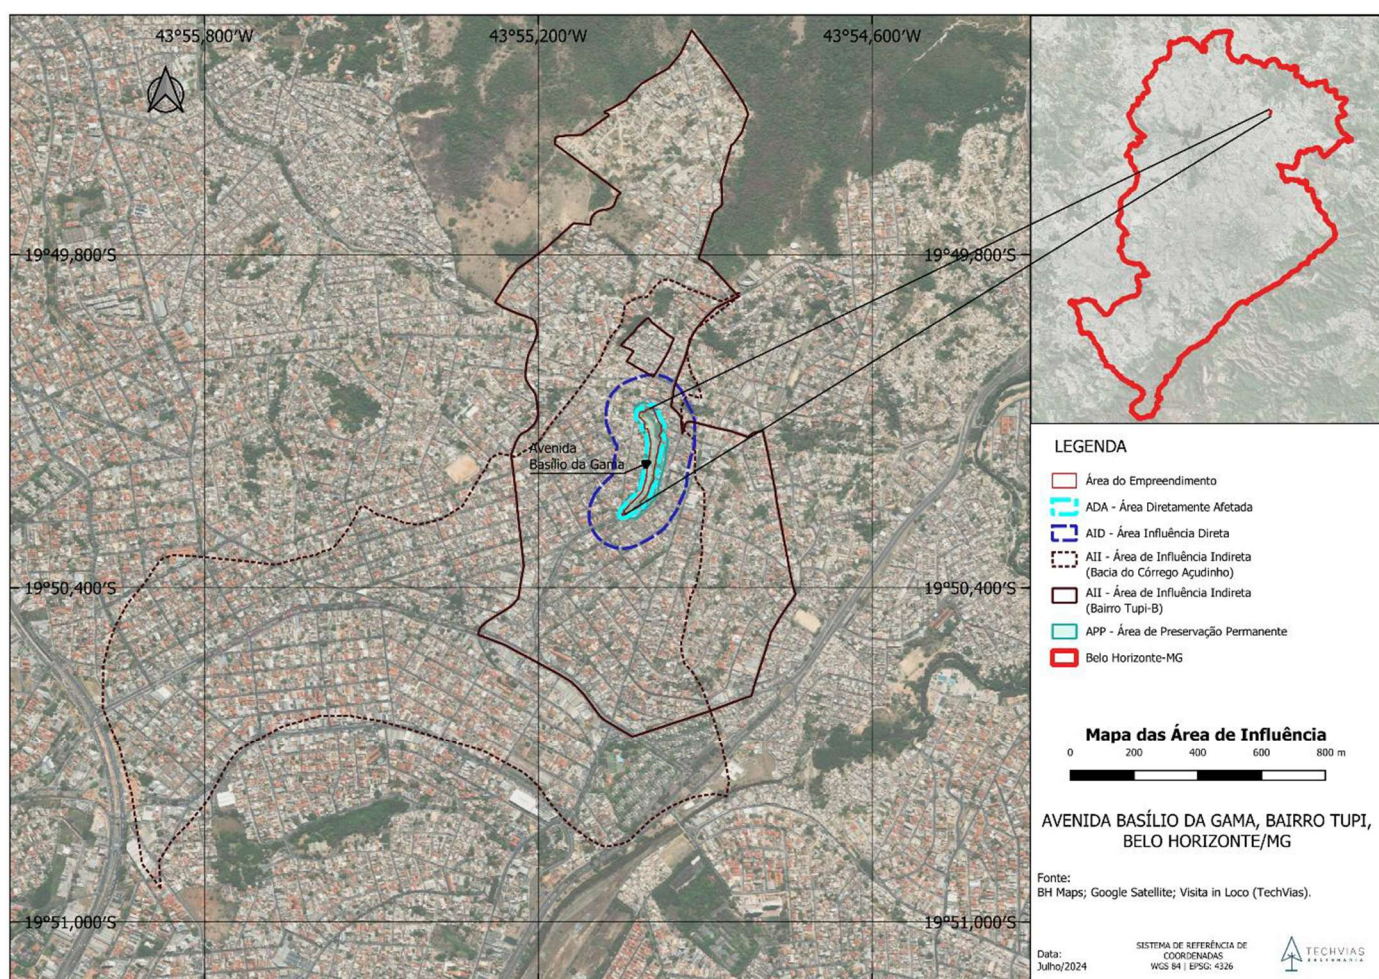 43°55,800'W
43°55,200'W
43°54,600'W
19°49,800'S
19°49,800'S
Avenida
Basílio da Gama
19°50,400'S
19°50,400'S
19°51,000'S
19°51,000'S
LEGENDA
Área do Empreendimento
ADA - Área Diretamente Afetada
AID - Área Influência Direta
AII - Área de Influência Indireta
(Bacia do Córrego Açudinho)
AII - Área de Influência Indireta
(Bairro Tupi-B)
APP - Área de Preservação Permanente
Belo Horizonte-MG
Mapa das Área de Influência
0 200 400 600 800 m
AVENIDA BASÍLIO DA GAMA, BAIRRO TUPI,
BELO HORIZONTE/MG
Fonte:
BH Maps; Google Satellite; Visita in Loco (TechVias).
Data:
Julho/2024
SISTEMA DE REFERÊNCIA DE
COORDENADAS
WGS 84 | EPSG: 4326
TECHVIAS
ENGENHARIA